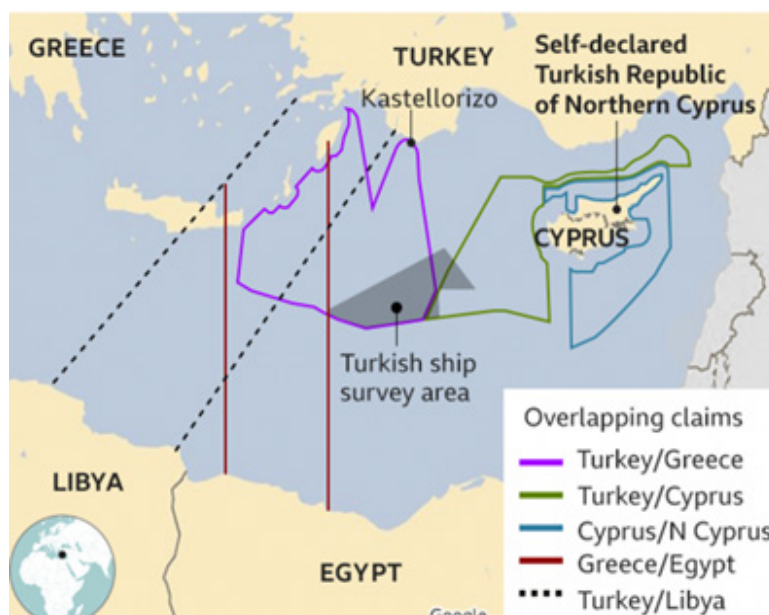 GREECE
TURKEY
Self-declared
Turkish Republic
of Northern Cyprus
Kastellorizo
CYPRUS
Turkish ship
survey area
LIBYA
EGYPT
Google
Overlapping claims
Turkey/Greece
Turkey/Cyprus
Cyprus/N Cyprus
Greece/Egypt
Turkey/Libya